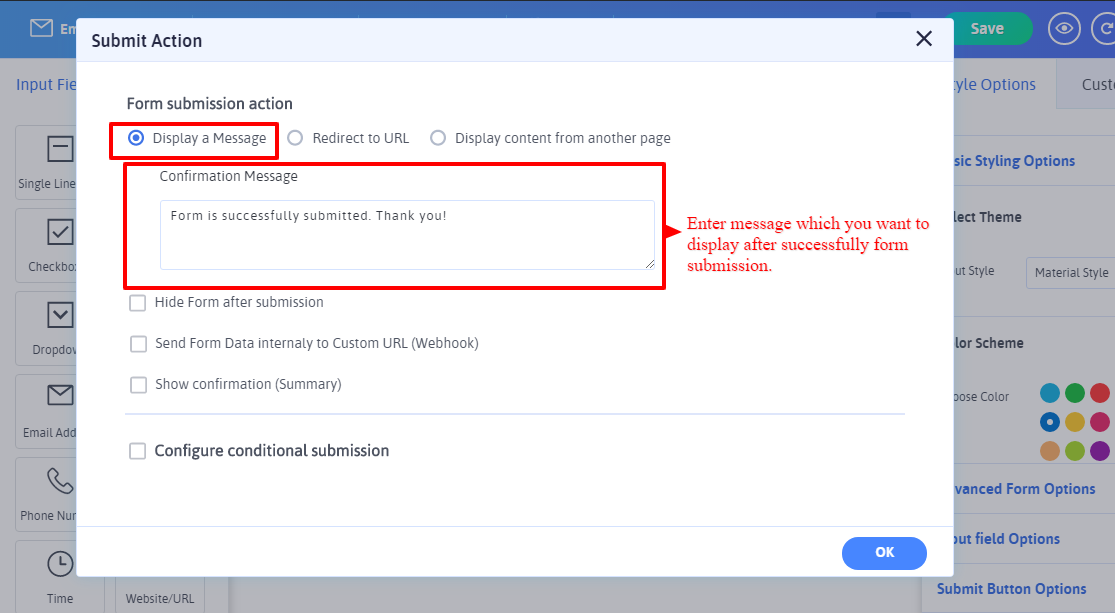 Em
Save
Submit Action
Input Fie
yle Options
Cust
Form submission action
Display a Message
Redirect to URL
Display content from another page
Confirmation Message
Form is successfully submitted. Thank you!
Enter message which you want to
display after successfully form
submission.
Hide Form after submission
Send Form Data internaly to Custom URL (Webhook)
Show confirmation (Summary)
Configure conditional submission
OK
Single Line
Checkbo
Dropdow
Email Add
Phone Num
Time
Website/URL
sic Styling Options
lect Theme
ut Style
Material Style
lor Scheme
oose Color
vanced Form Options
out field Options
Submit Button Options